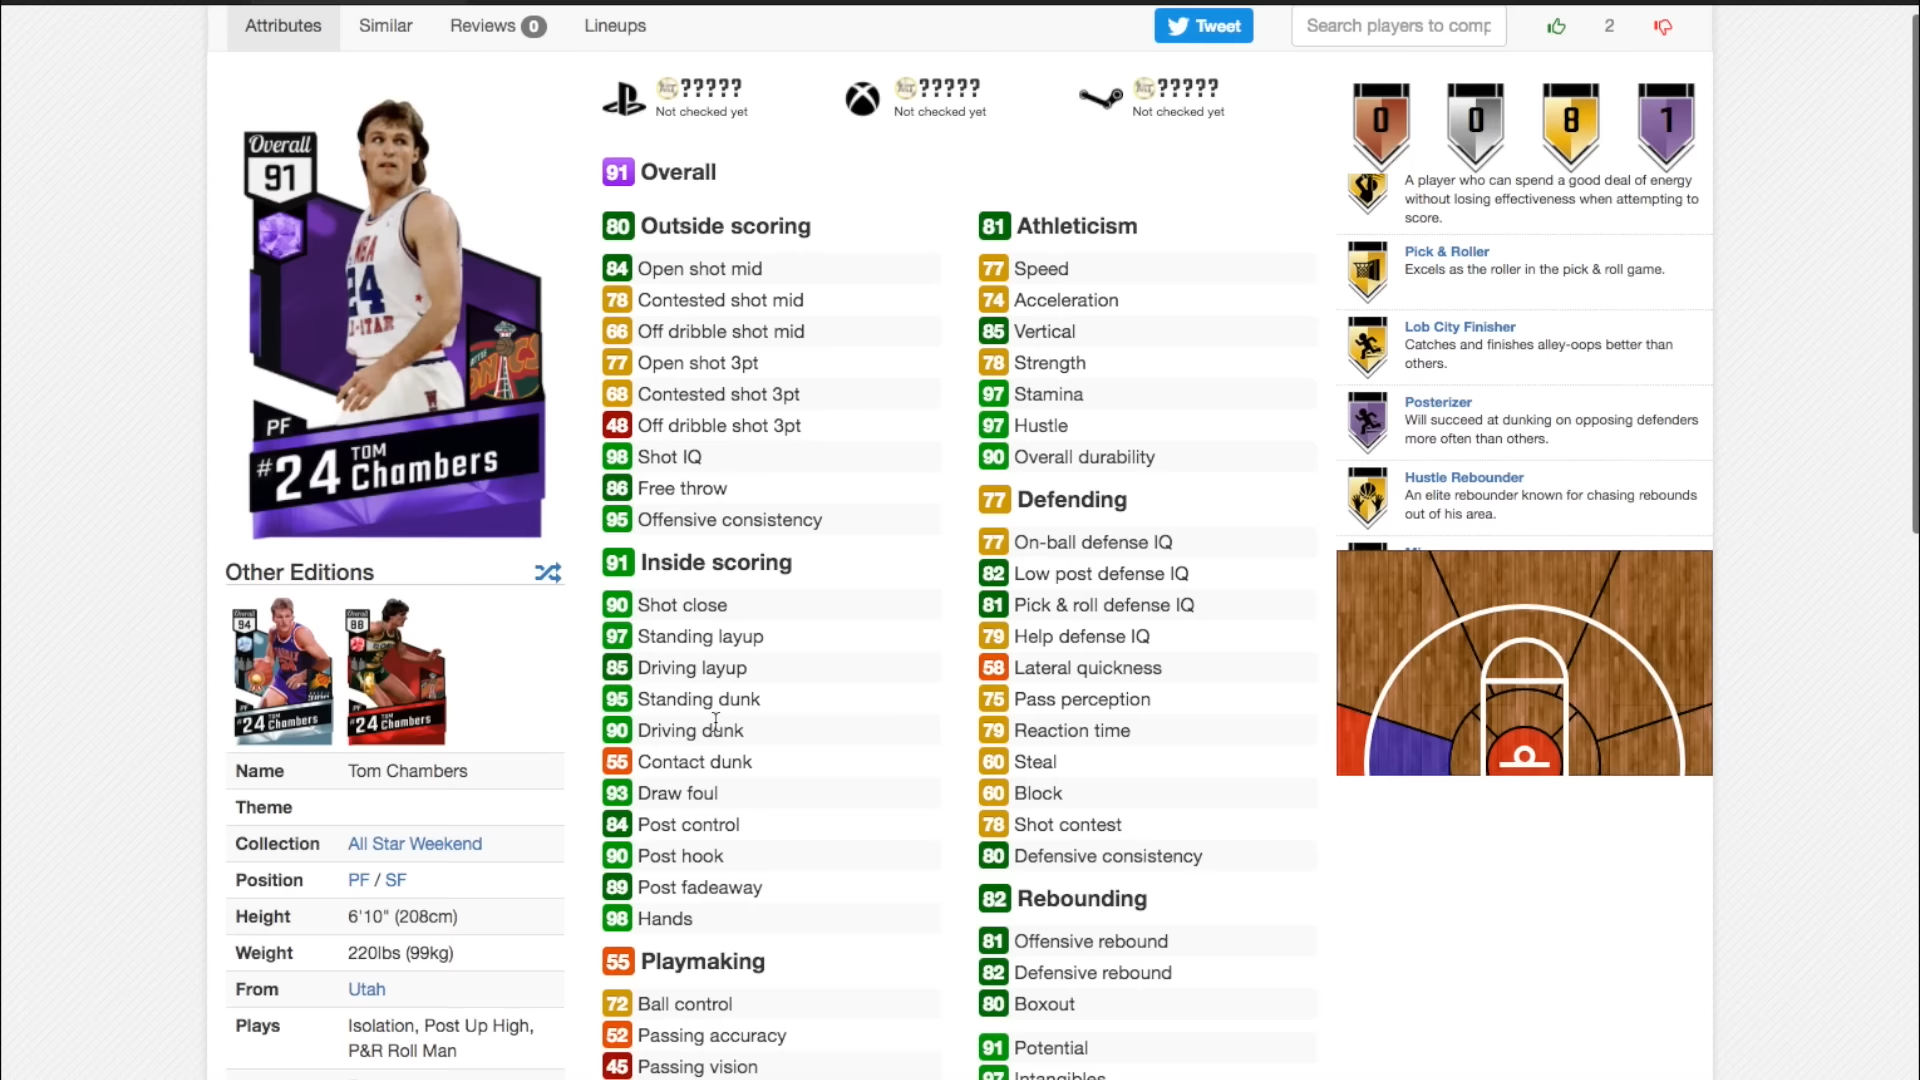 Attributes
Similar
Reviews 0
Lineups
Tweet
Search players to comp
2
?????
Not checked yet
?????
Not checked yet
?????
Not checked yet
0
0
8
1
Overall
91
24
PF
#24 TOM
Chambers
Other Editions
Overall
94
PF
TOM
#24 Chambers
Overall
88
PF
TOM
#24 Chambers
Name Tom Chambers
Theme
Collection All Star Weekend
Position PF / SF
Height 6'10" (208cm)
Weight 220lbs (99kg)
From Utah
Plays Isolation, Post Up High,
P&R Roll Man
91 Overall
80 Outside scoring
84 Open shot mid
78 Contested shot mid
66 Off dribble shot mid
77 Open shot 3pt
68 Contested shot 3pt
48 Off dribble shot 3pt
98 Shot IQ
86 Free throw
95 Offensive consistency
91 Inside scoring
90 Shot close
97 Standing layup
85 Driving layup
95 Standing dunk
90 Driving dunk
55 Contact dunk
93 Draw foul
84 Post control
90 Post hook
89 Post fadeaway
98 Hands
55 Playmaking
72 Ball control
52 Passing accuracy
45 Passing vision
81 Athleticism
77 Speed
74 Acceleration
85 Vertical
78 Strength
97 Stamina
97 Hustle
90 Overall durability
77 Defending
77 On-ball defense IQ
82 Low post defense IQ
81 Pick & roll defense IQ
79 Help defense IQ
58 Lateral quickness
75 Pass perception
79 Reaction time
60 Steal
60 Block
78 Shot contest
80 Defensive consistency
82 Rebounding
81 Offensive rebound
82 Defensive rebound
80 Boxout
91 Potential
97 Intangibles
A player who can spend a good deal of energy
without losing effectiveness when attempting to
score.
Pick & Roller
Excels as the roller in the pick & roll game.
Lob City Finisher
Catches and finishes alley-oops better than
others.
Posterizer
Will succeed at dunking on opposing defenders
more often than others.
Hustle Rebounder
An elite rebounder known for chasing rebounds
out of his area.